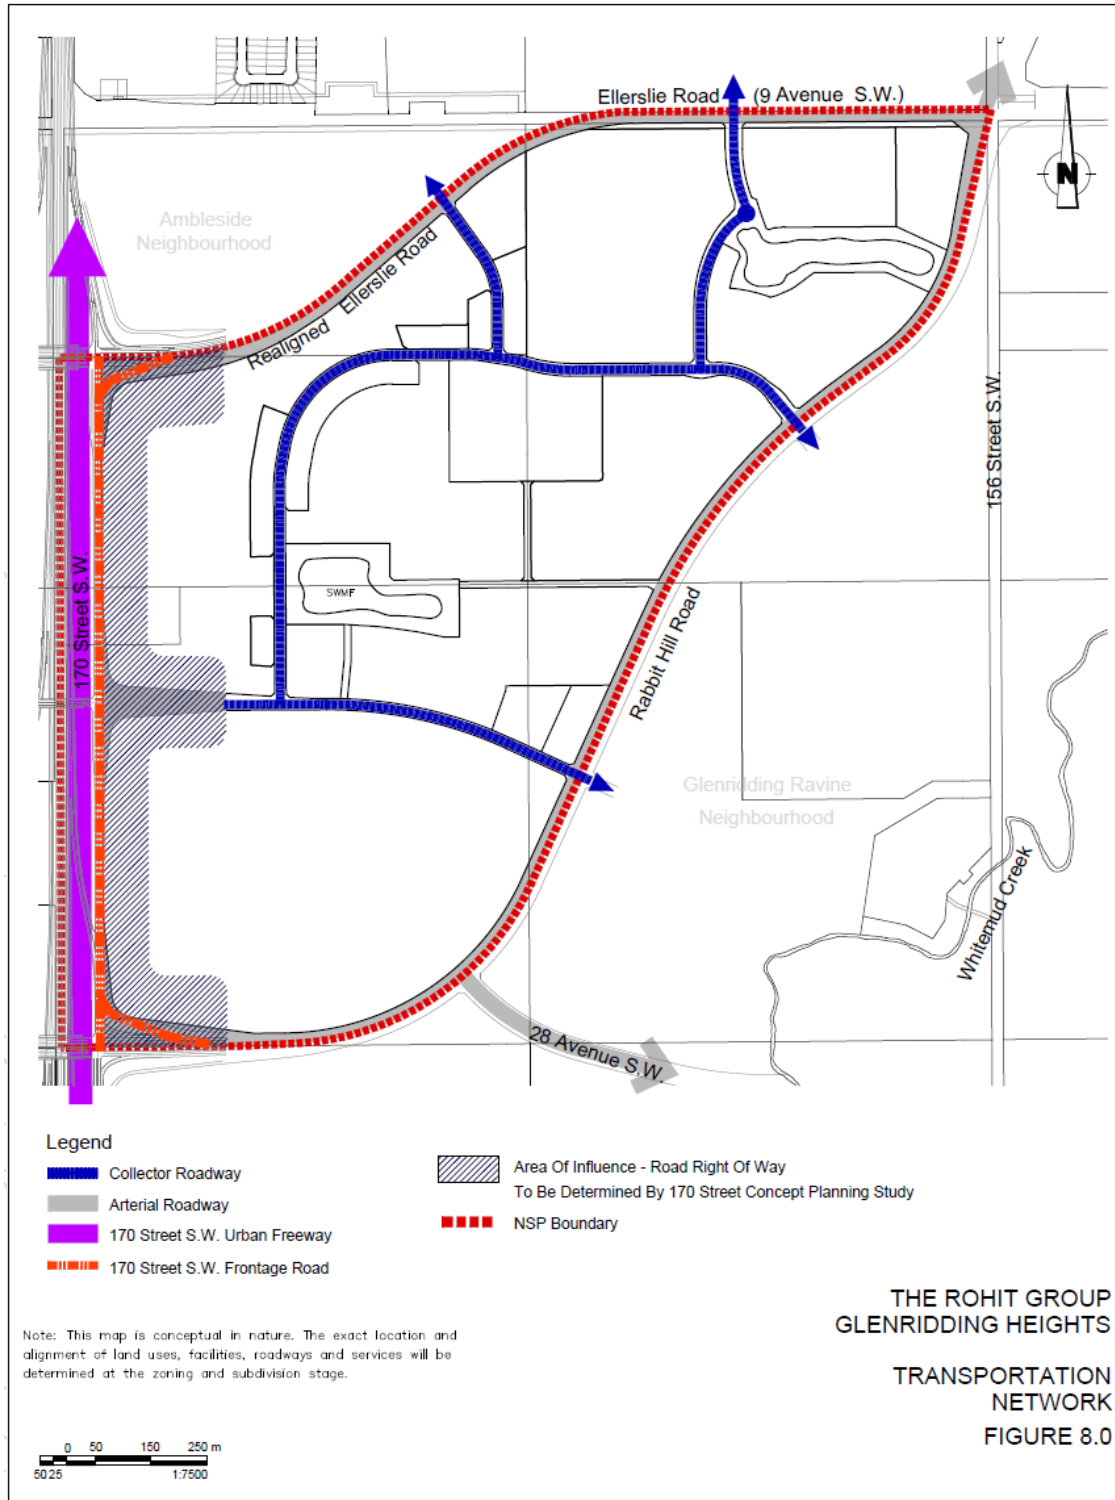 Ellerslie Road (9 Avenue S.W.)
N
Ambleside
Neighbourhood
Realigned Ellerslie Road
156 Street S.W.
170 Street S.W.
SWMF
Rabbit Hill Road
Glenridding Ravine
Neighbourhood
Whitemud Creek
28 Avenue S.W.
Legend
Collector Roadway
Arterial Roadway
170 Street S.W. Urban Freeway
170 Street S.W. Frontage Road
Area Of Influence - Road Right Of Way
To Be Determined By 170 Street Concept Planning Study
NSP Boundary
THE ROHIT GROUP
GLENRIDDING HEIGHTS
Note: This map is conceptual in nature. The exact location and
alignment of land uses, facilities, roadways and services will be
determined at the zoning and subdivision stage.
TRANSPORTATION
NETWORK
FIGURE 8.0
0 50 150 250 m
50 25 1:7500